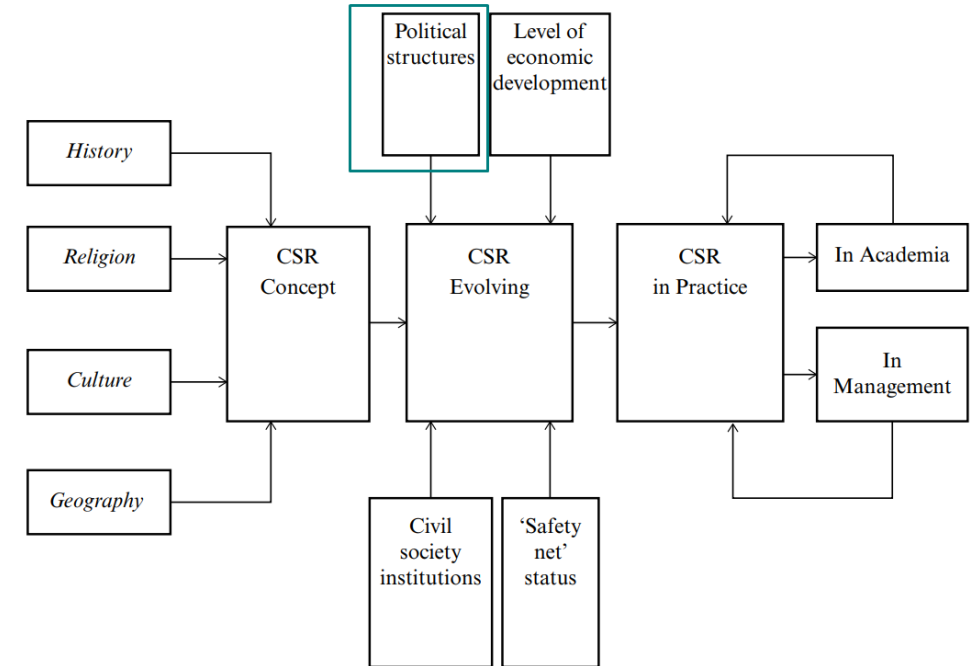 Political
structures
Level of
economic
development
History
Religion
Culture
Geography
CSR
Concept
CSR
Evolving
CSR
in Practice
In Academia
In
Management
Civil
society
institutions
‘Safety
net’
status